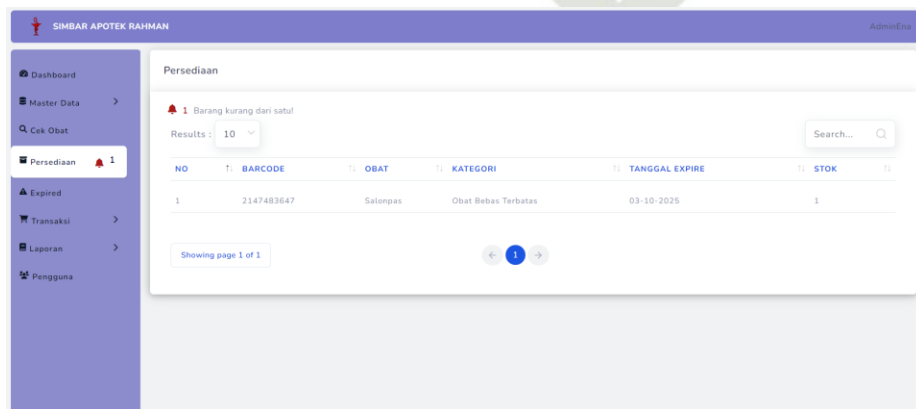 SIMBAR APOTEK RAHMAN
AdminEna
Dashboard
Master Data
Cek Obat
Persediaan 1
Expired
Transaksi
Laporan
Pengguna
Persediaan
1 Barang kurang dari satu!
Results : 10
Search...
NO BARCODE OBAT KATEGORI TANGGAL EXPIRE STOK
1 2147483647 Salonpas Obat Bebas Terbatas 03-10-2025 1
Showing page 1 of 1
1